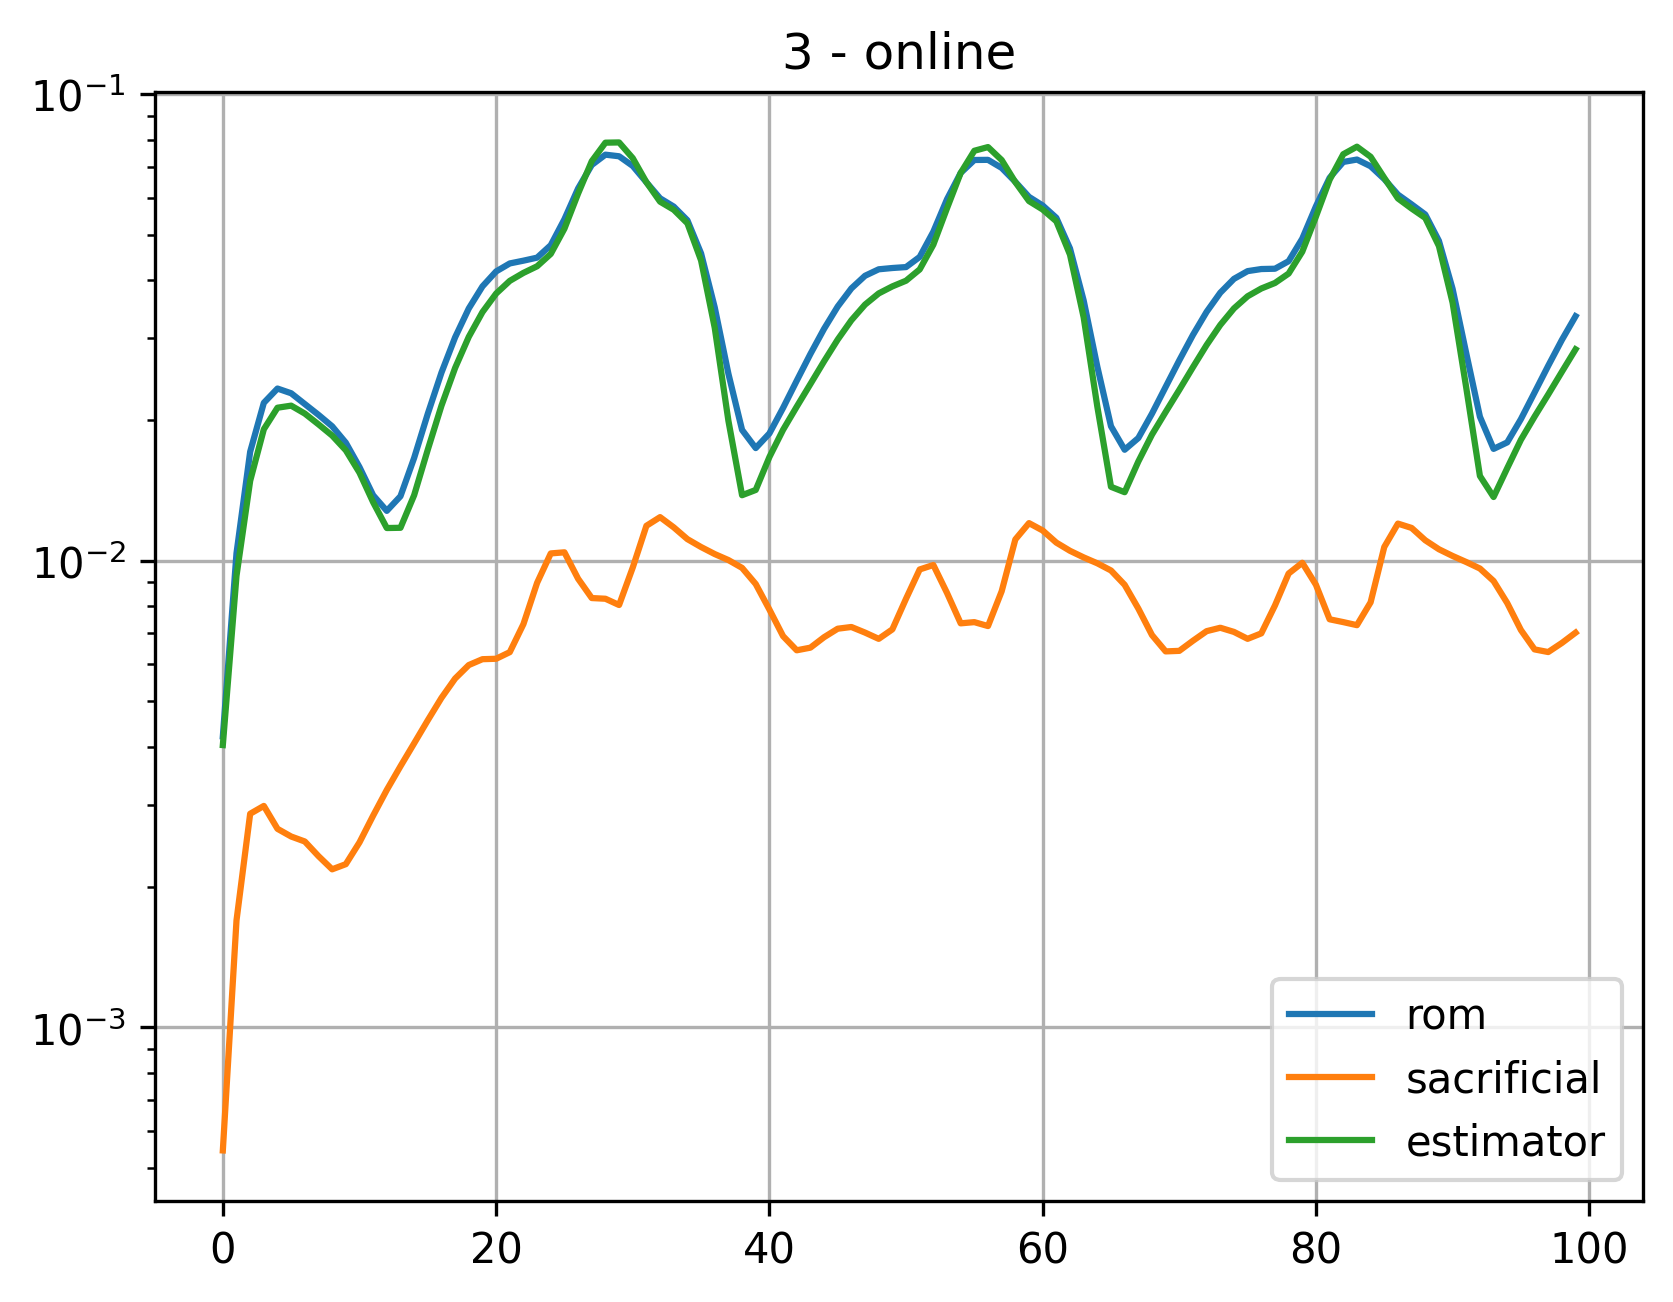 3 - online
10⁻¹
10⁻²
10⁻³
0 20 40 60 80 100
rom
sacrificial
estimator